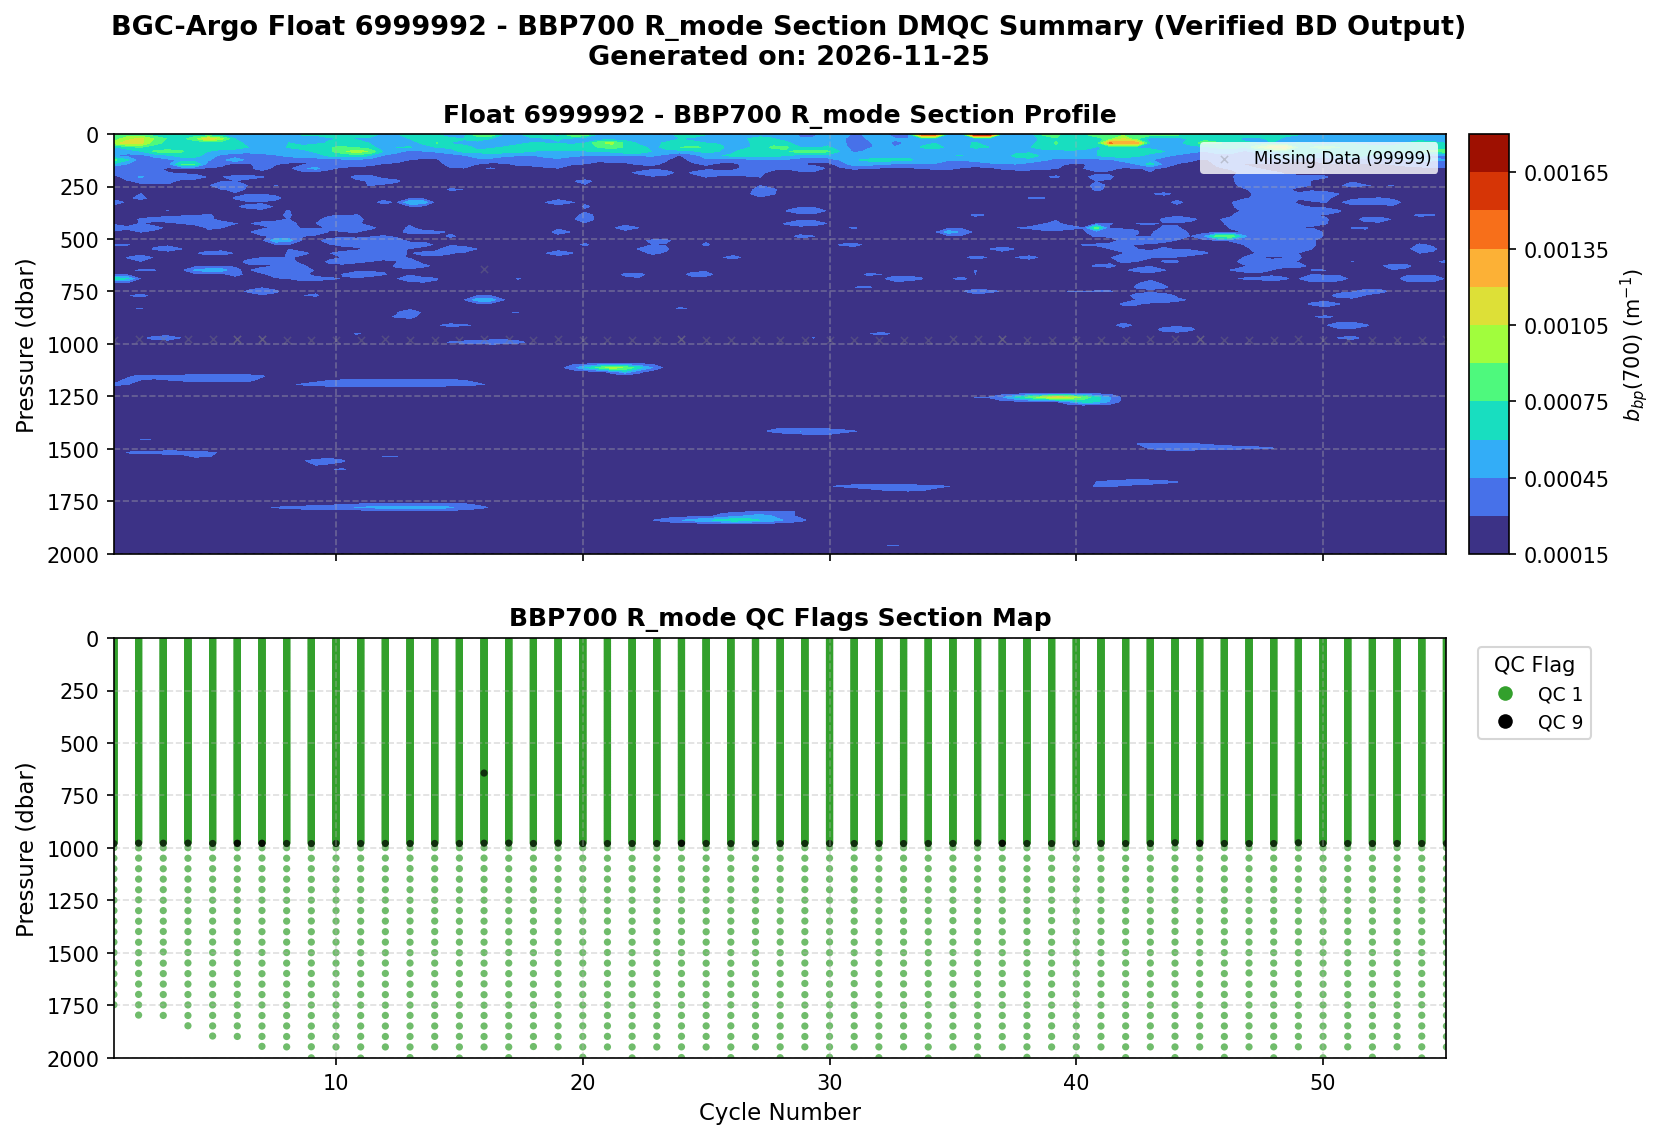 BGC-Argo Float 6999992 - BBP700 R_mode Section DMQC Summary (Verified BD Output)
Generated on: 2026-11-25
Float 6999992 - BBP700 R_mode Section Profile
Pressure (dbar)
0
250
500
750
1000
1250
1500
1750
2000
× Missing Data (99999)
0.00165
0.00135
0.00105
0.00075
0.00045
0.00015
b_bp(700) (m⁻¹)
BBP700 R_mode QC Flags Section Map
Pressure (dbar)
0
250
500
750
1000
1250
1500
1750
2000
10 20 30 40 50
Cycle Number
QC Flag
QC 1
QC 9